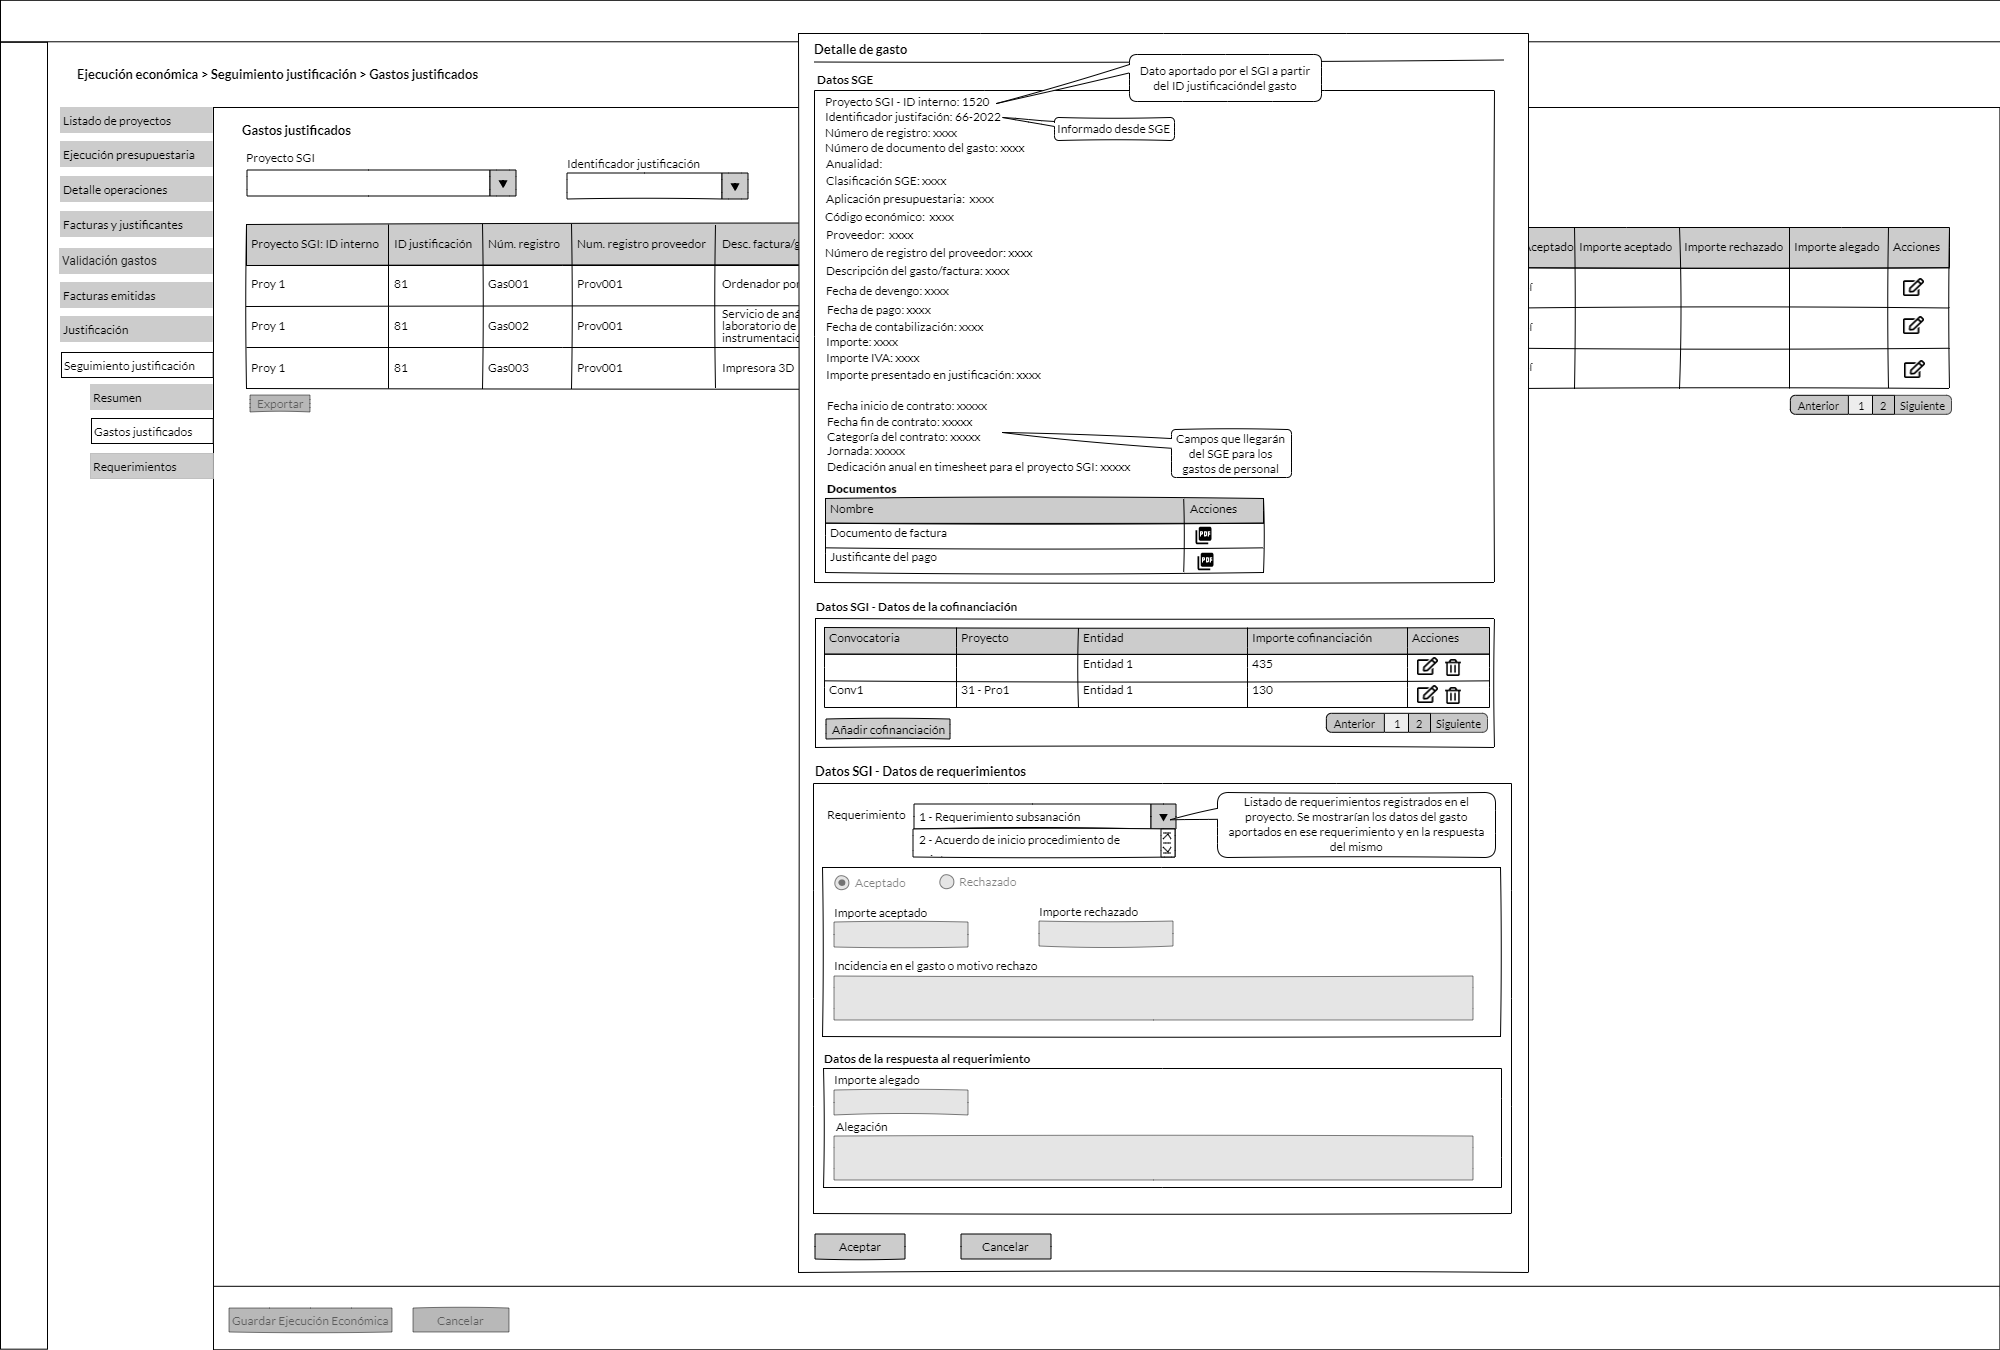 Ejecución económica > Seguimiento justificación > Gastos justificados
Listado de proyectos
Ejecución presupuestaria
Detalle operaciones
Facturas y justificantes
Validación gastos
Facturas emitidas
Justificación
Seguimiento justificación
Resumen
Gastos justificados
Requerimientos
Gastos justificados
Proyecto SGI
Identificador justificación
Proyecto SGI: ID interno ID justificación Núm. registro Num. registro proveedor Desc. factura/g
Proy 1 81 Gas001 Prov001 Ordenador por
Proy 1 81 Gas002 Prov001 Servicio de aná
laboratorio de
instrumentació
Proy 1 81 Gas003 Prov001 Impresora 3D
Exportar
Detalle de gasto
Datos SGE
Dato aportado por el SGI a partir
del ID justificacióndel gasto
Proyecto SGI - ID interno: 1520
Identificador justifación: 66-2022
Informado desde SGE
Número de registro: xxxx
Número de documento del gasto: xxxx
Anualidad:
Clasificación SGE: xxxx
Aplicación presupuestaria: xxxx
Código económico: xxxx
Proveedor: xxxx
Número de registro del proveedor: xxxx
Descripción del gasto/factura: xxxx
Fecha de devengo: xxxx
Fecha de pago: xxxx
Fecha de contabilización: xxxx
Importe: xxxx
Importe IVA: xxxx
Importe presentado en justificación: xxxx
Fecha inicio de contrato: xxxxx
Fecha fin de contrato: xxxxx
Categoría del contrato: xxxxx
Jornada: xxxxx
Dedicación anual en timesheet para el proyecto SGI: xxxxx
Campos que llegarán
del SGE para los
gastos de personal
Documentos
Nombre Acciones
Documento de factura PDF
Justificante del pago PDF
Datos SGI - Datos de la cofinanciación
Convocatoria Proyecto Entidad Importe cofinanciación Acciones
Entidad 1 435
Conv1 31 - Pro1 Entidad 1 130
Añadir cofinanciación
Anterior 1 2 Siguiente
Datos SGI - Datos de requerimientos
Requerimiento 1 - Requerimiento subsanación
2 - Acuerdo de inicio procedimiento de
Listado de requerimientos registrados en el
proyecto. Se mostrarían los datos del gasto
aportados en ese requerimiento y en la respuesta
del mismo
Aceptado Rechazado
Importe aceptado Importe rechazado
Incidencia en el gasto o motivo rechazo
Datos de la respuesta al requerimiento
Importe alegado
Alegación
Aceptar Cancelar
ceptado Importe aceptado Importe rechazado Importe alegado Acciones
í
í
í
Anterior 1 2 Siguiente
Guardar Ejecución Económica Cancelar